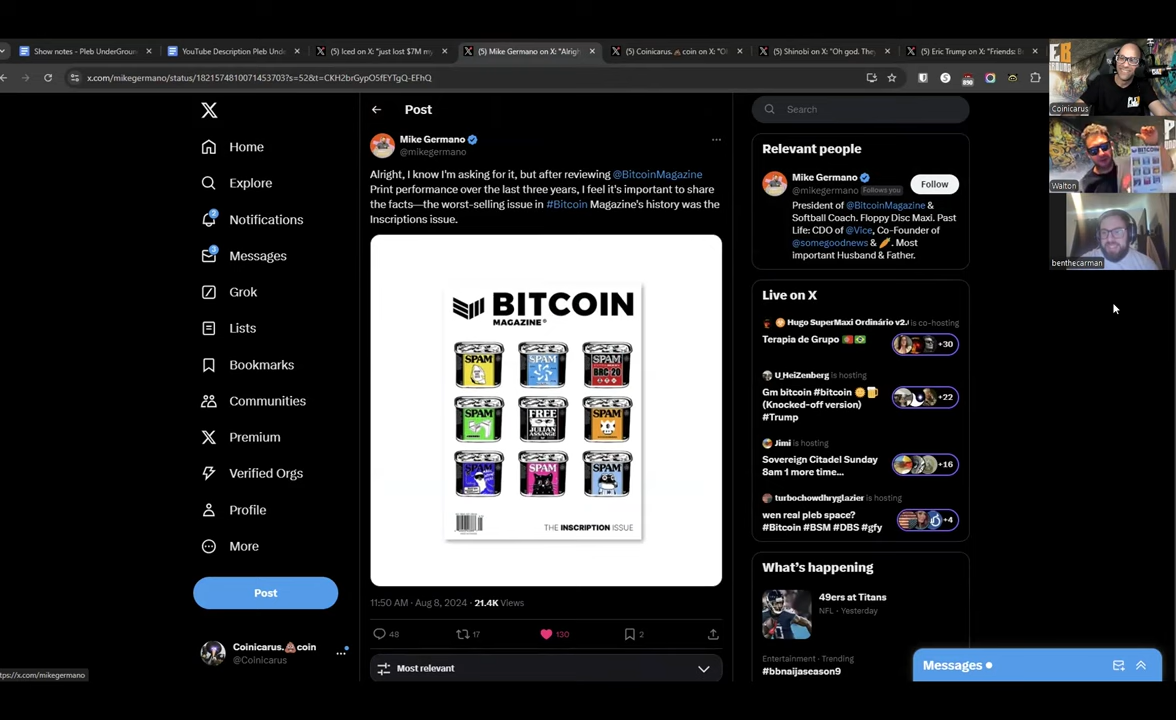 Show notes - Pleb UnderGroun
YouTube Description Pleb Unde
(5) Iced on X: "just lost $7M my
(5) Mike Germano on X: "Alrigh
(5) Coinicarus.💩coin on X: "O
(5) Shinobi on X: "Oh god. They
(5) Eric Trump on X: "Friends: B
x.com/mikegermano/status/1821574810071453703?s=52&t=CKH2brGypO5fEYTgQ-EFhQ
Home
Explore
2
Notifications
3
Messages
Grok
Lists
Bookmarks
Communities
Premium
Verified Orgs
Profile
More
Post
Coinicarus.💩coin
@Coinicarus
Post
Mike Germano
@mikegermano
Alright, I know I'm asking for it, but after reviewing @BitcoinMagazine
Print performance over the last three years, I feel it's important to share
the facts—the worst-selling issue in #Bitcoin Magazine's history was the
Inscriptions issue.
BITCOIN
MAGAZINE
SPAM SPAM SPAM
BRC 20
SPAM FREE SPAM
JULIAN
ASSANGE
SPAM SPAM SPAM
THE INSCRIPTION ISSUE
11:50 AM · Aug 8, 2024 · 21.4K Views
48 17 130 2
Most relevant
Search
Relevant people
Mike Germano
@mikegermano Follows you
Follow
President of @BitcoinMagazine &
Softball Coach. Floppy Disc Maxi. Past
Life: CDO of @Vice, Co-Founder of
@somegoodnews & 🥕. Most
important Husband & Father.
Live on X
Hugo SuperMaxi Ordinário v2. is co-hosting
Terapia de Grupo 🇵🇹🇧🇷
+30
U_HeiZenberg is hosting
Gm bitcoin #bitcoin 🌞🍺
(Knocked-off version)
#Trump
+22
Jimi is hosting
Sovereign Citadel Sunday
8am 1 more time...
+16
turbochowdhryglazier is hosting
wen real pleb space?
#Bitcoin #BSM #DBS #gfy
+4
What's happening
49ers at Titans
NFL · Yesterday
Entertainment · Trending
#bbnaijaseason9
Messages
Coinicarus
Walton
benthecarman
tps://x.com/mikegermano